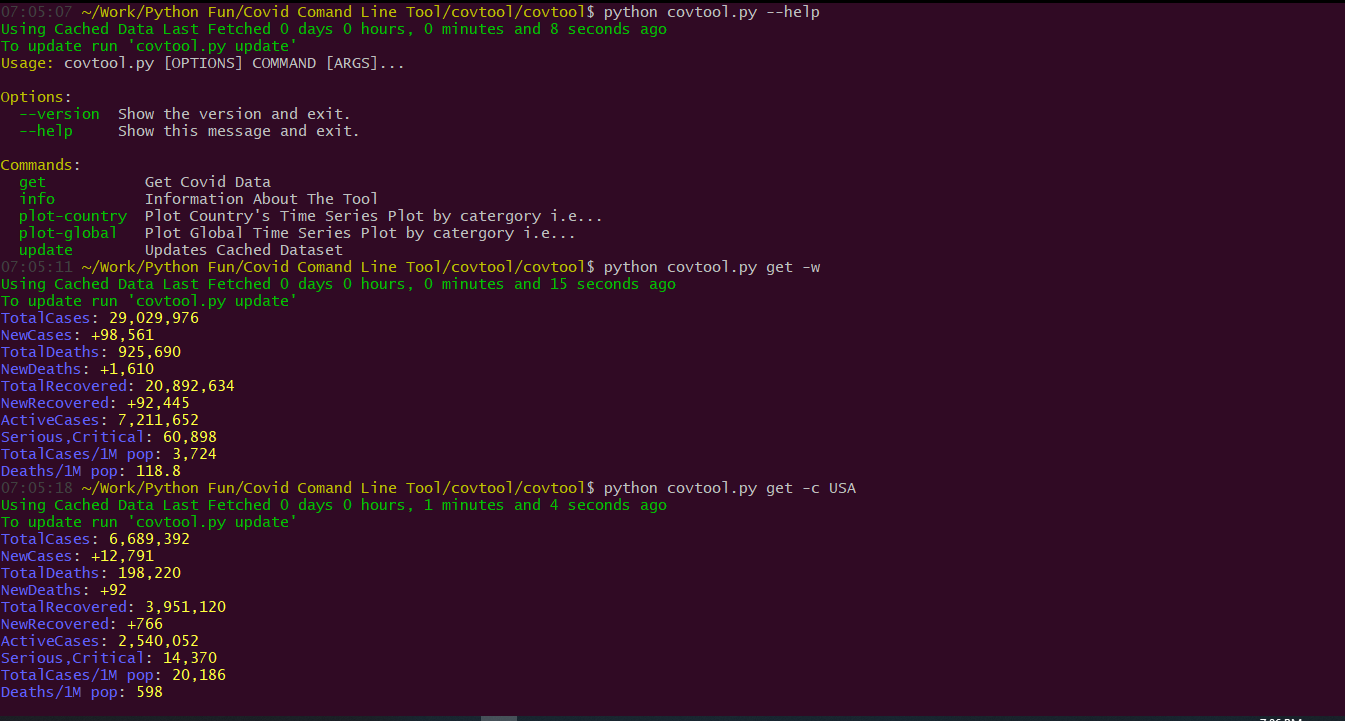 07:05:07 ~/Work/Python Fun/Covid Comand Line Tool/covtool/covtool$ python covtool.py --help
Using Cached Data Last Fetched 0 days 0 hours, 0 minutes and 8 seconds ago
To update run 'covtool.py update'
Usage: covtool.py [OPTIONS] COMMAND [ARGS]...
Options:
--version  Show the version and exit.
--help     Show this message and exit.
Commands:
get           Get Covid Data
info          Information About The Tool
plot-country  Plot Country's Time Series Plot by catergory i.e...
plot-global   Plot Global Time Series Plot by catergory i.e...
update        Updates Cached Dataset
07:05:11 ~/Work/Python Fun/Covid Comand Line Tool/covtool/covtool$ python covtool.py get -w
Using Cached Data Last Fetched 0 days 0 hours, 0 minutes and 15 seconds ago
To update run 'covtool.py update'
TotalCases: 29,029,976
NewCases: +98,561
TotalDeaths: 925,690
NewDeaths: +1,610
TotalRecovered: 20,892,634
NewRecovered: +92,445
ActiveCases: 7,211,652
Serious,Critical: 60,898
TotalCases/1M pop: 3,724
Deaths/1M pop: 118.8
07:05:18 ~/Work/Python Fun/Covid Comand Line Tool/covtool/covtool$ python covtool.py get -c USA
Using Cached Data Last Fetched 0 days 0 hours, 1 minutes and 4 seconds ago
To update run 'covtool.py update'
TotalCases: 6,689,392
NewCases: +12,791
TotalDeaths: 198,220
NewDeaths: +92
TotalRecovered: 3,951,120
NewRecovered: +766
ActiveCases: 2,540,052
Serious,Critical: 14,370
TotalCases/1M pop: 20,186
Deaths/1M pop: 598